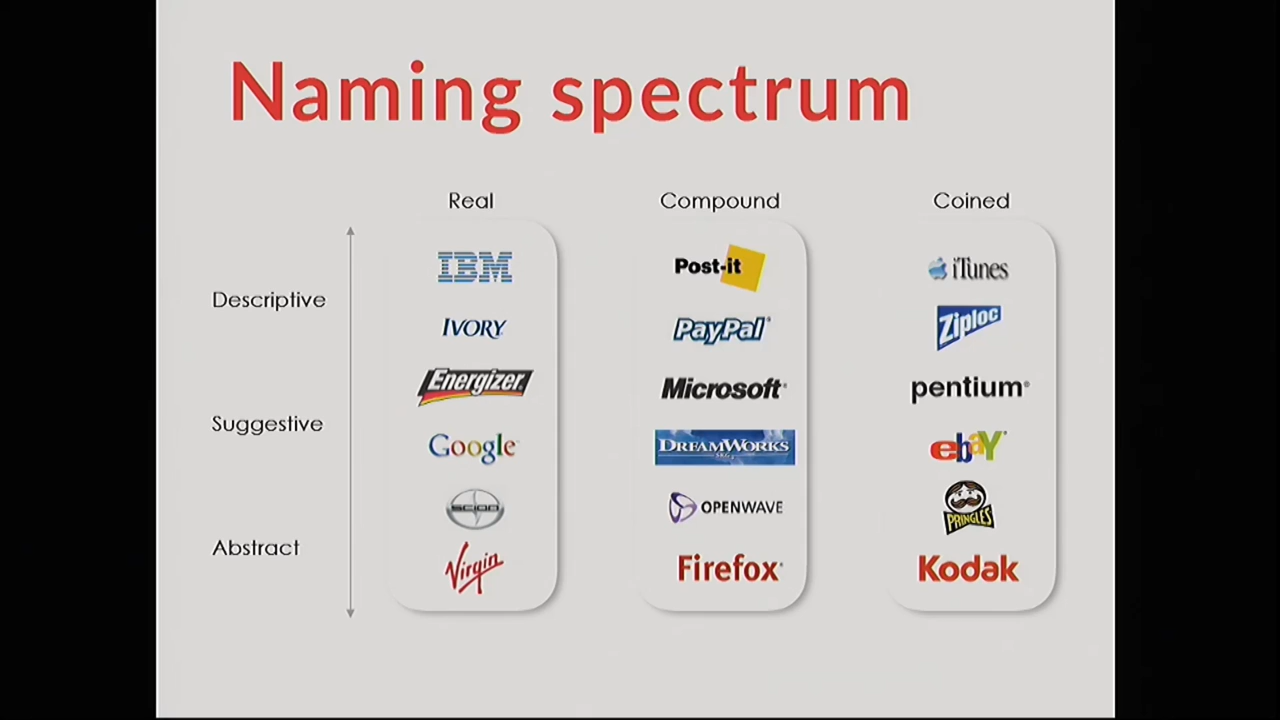 Naming spectrum
Real Compound Coined
Descriptive
IBM Post-it iTunes
IVORY PayPal Ziploc
Suggestive
Energizer Microsoft pentium
Google DREAMWORKS ebay
Abstract
SCION OPENWAVE PRINGLES
Virgin Firefox Kodak